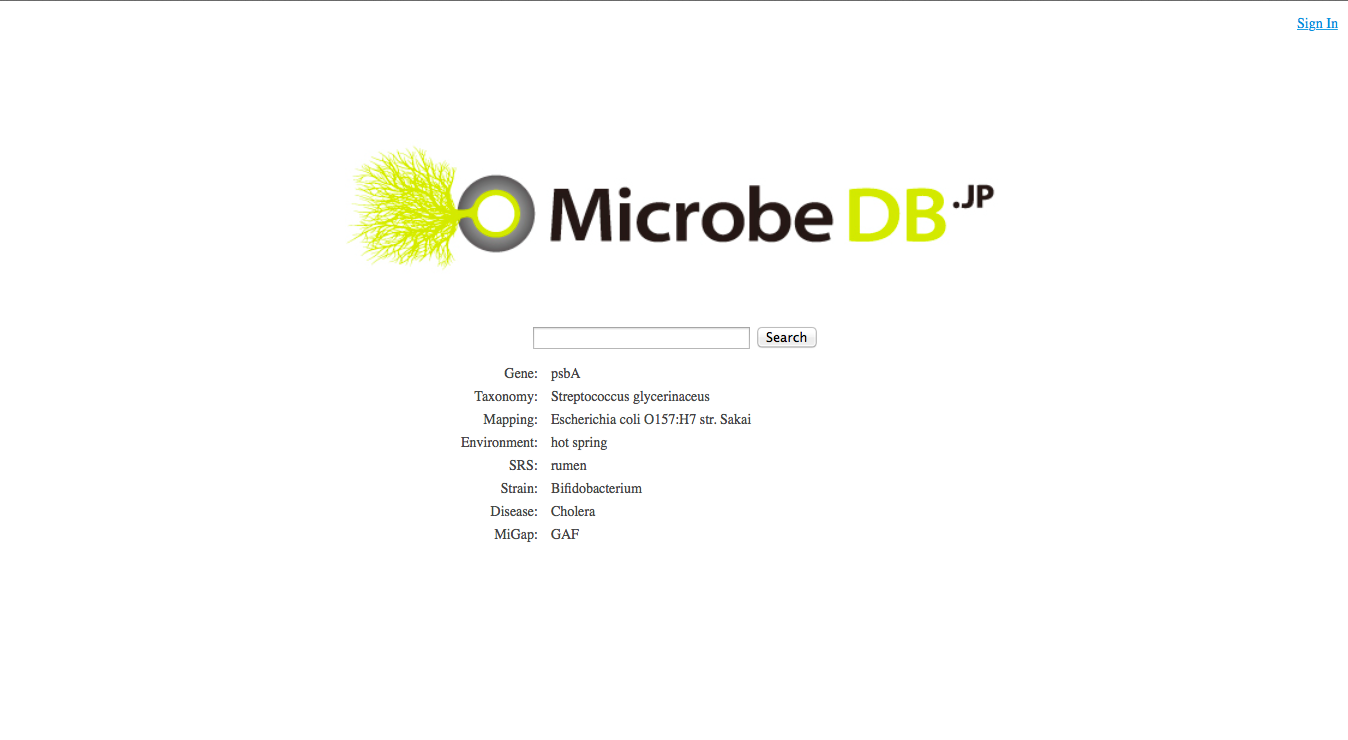 Sign In
Microbe DB .JP
Search
Gene: psbA
Taxonomy: Streptococcus glycerinaceus
Mapping: Escherichia coli O157:H7 str. Sakai
Environment: hot spring
SRS: rumen
Strain: Bifidobacterium
Disease: Cholera
MiGap: GAF